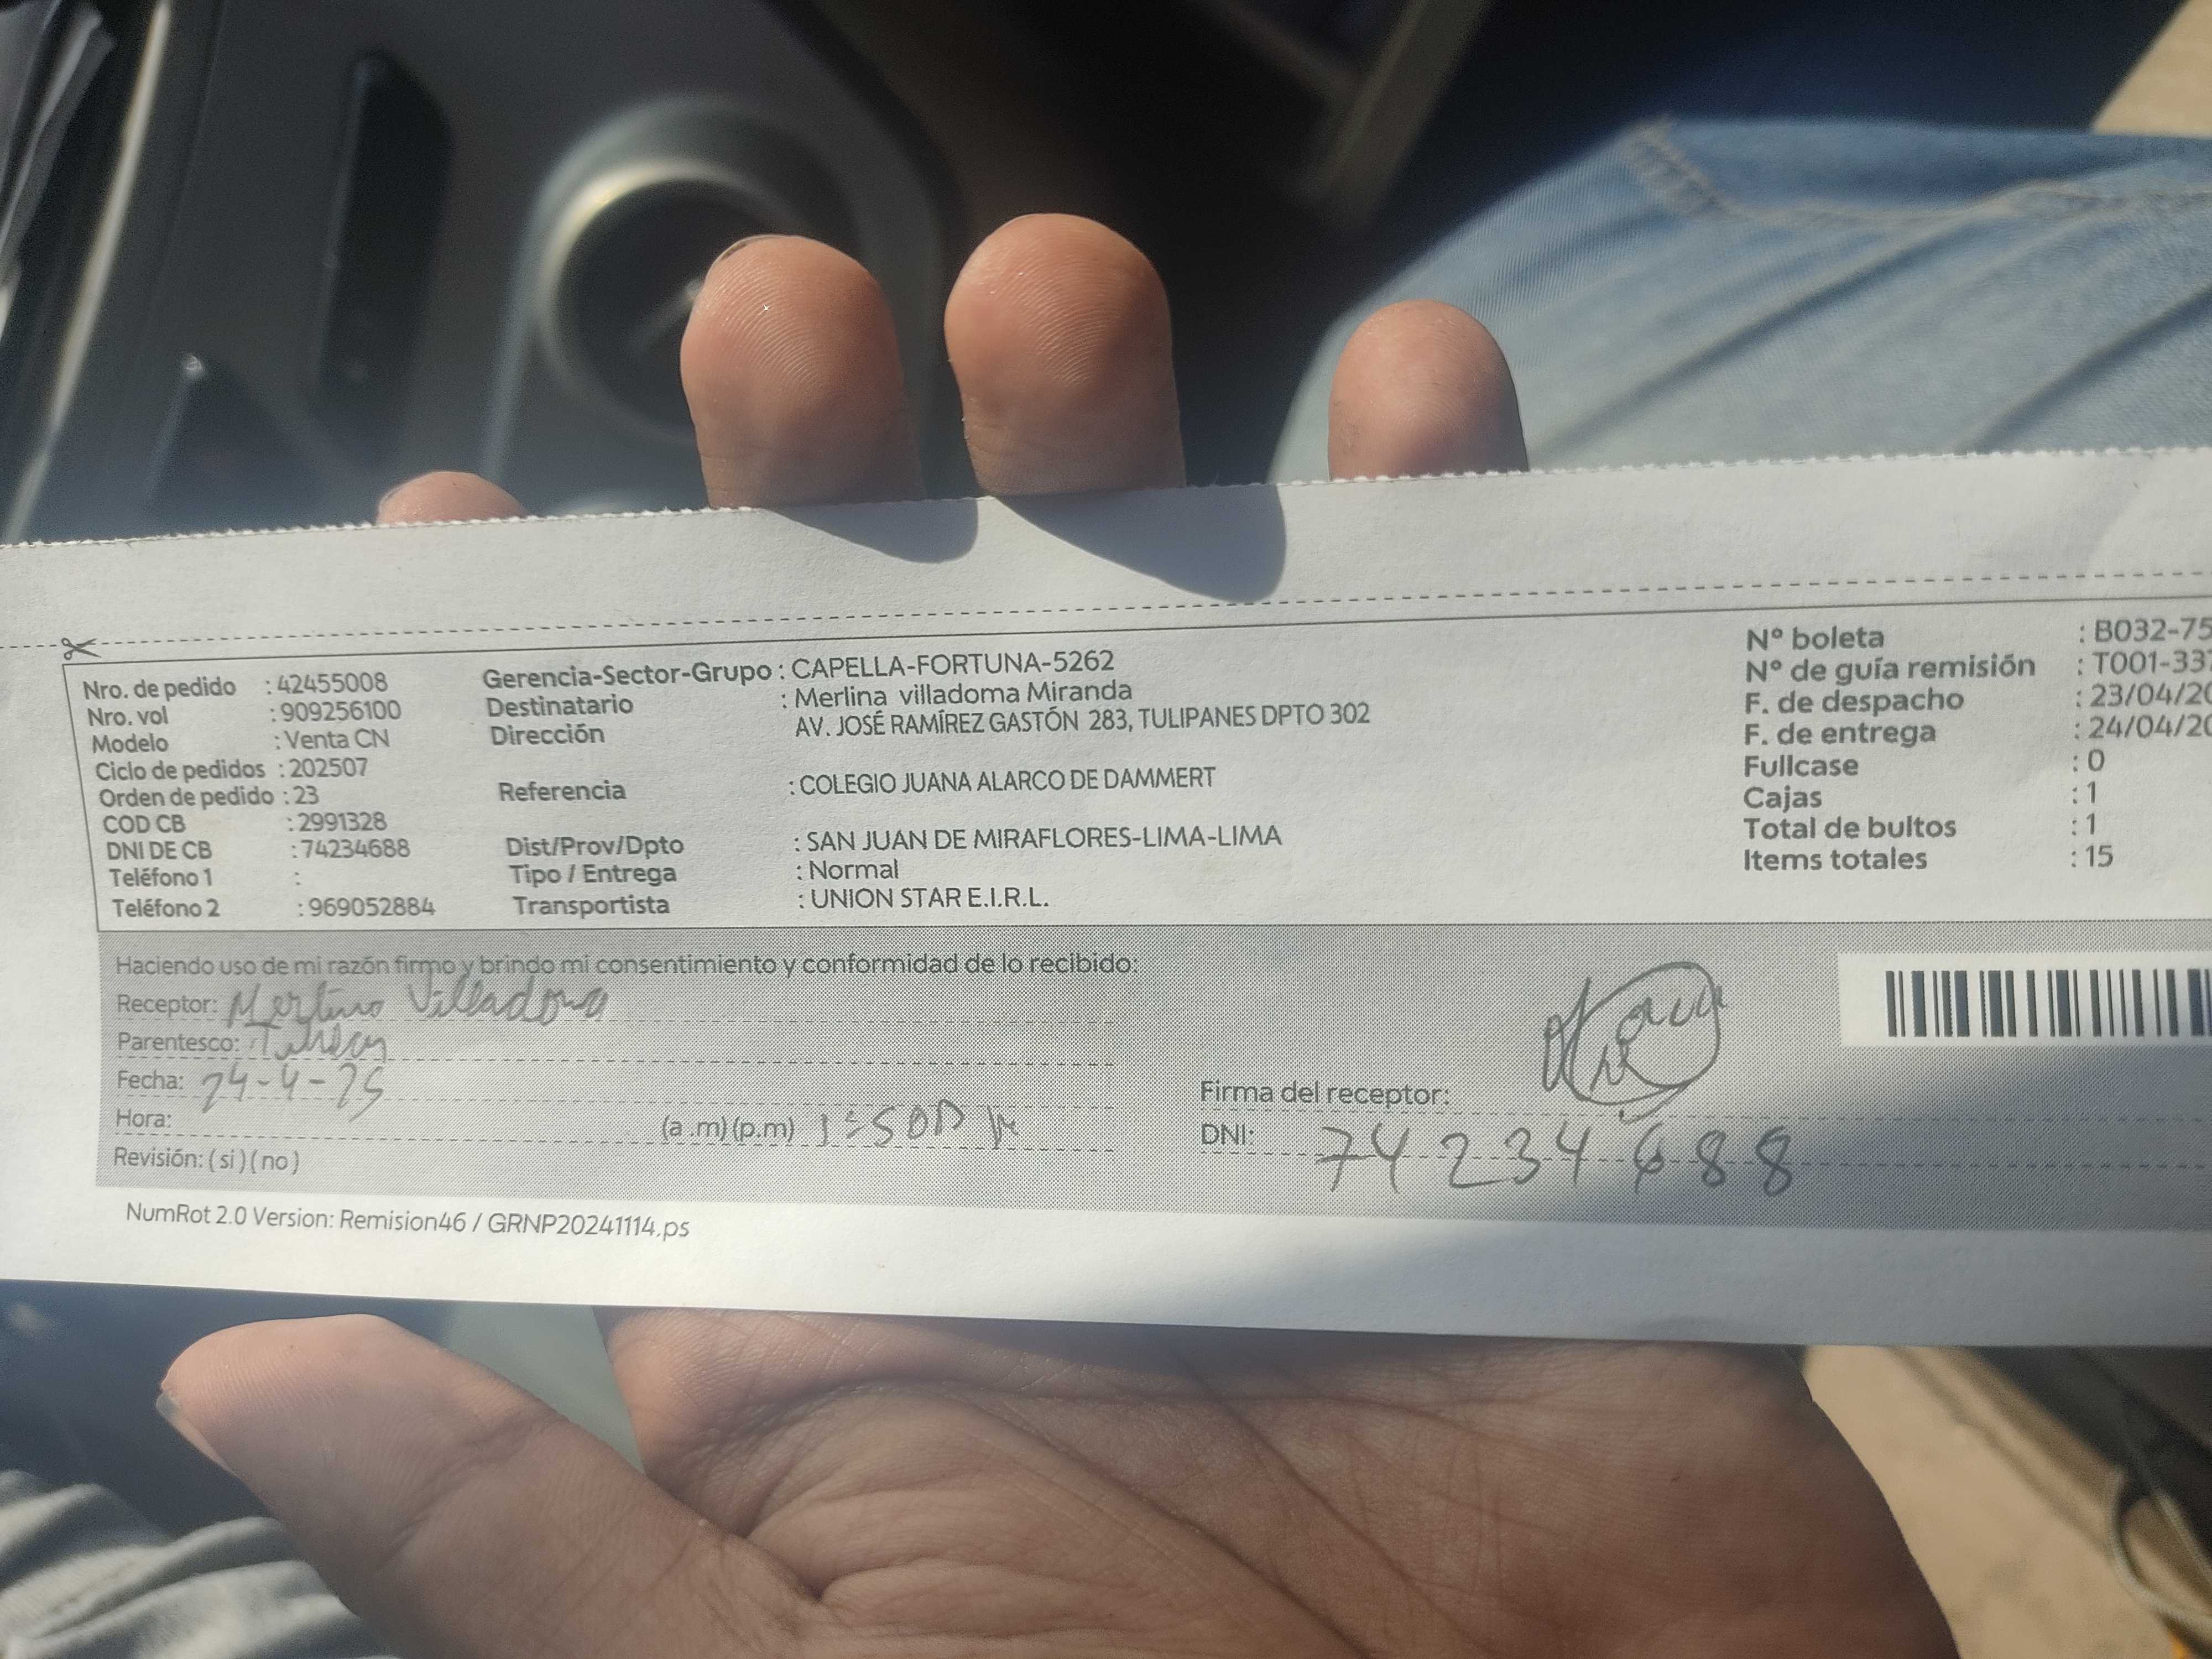 Nro. de pedido : 42455008
Nro. vol : 909256100
Modelo : Venta CN
Ciclo de pedidos : 202507
Orden de pedido : 23
COD CB : 2991328
DNI DE CB : 74234688
Teléfono 1 :
Teléfono 2 : 969052884
Gerencia-Sector-Grupo : CAPELLA-FORTUNA-5262
Destinatario : Merlina villadoma Miranda
Dirección AV. JOSÉ RAMÍREZ GASTÓN 283, TULIPANES DPTO 302
Referencia : COLEGIO JUANA ALARCO DE DAMMERT
Dist/Prov/Dpto : SAN JUAN DE MIRAFLORES-LIMA-LIMA
Tipo / Entrega : Normal
Transportista : UNION STAR E.I.R.L.
Nº boleta : B032-75
Nº de guía remisión : T001-337
F. de despacho : 23/04/20
F. de entrega : 24/04/20
Fullcase : 0
Cajas : 1
Total de bultos : 1
Items totales : 15
Haciendo uso de mi razón firmo y brindo mi consentimiento y conformidad de lo recibido:
Receptor: Villadoma
Parentesco:
Fecha: 24-4-25
Hora: (a .m) (p.m)
Revisión: ( si ) ( no )
Firma del receptor:
DNI: 74234688
NumRot 2.0 Version: Remision46 / GRNP20241114.ps